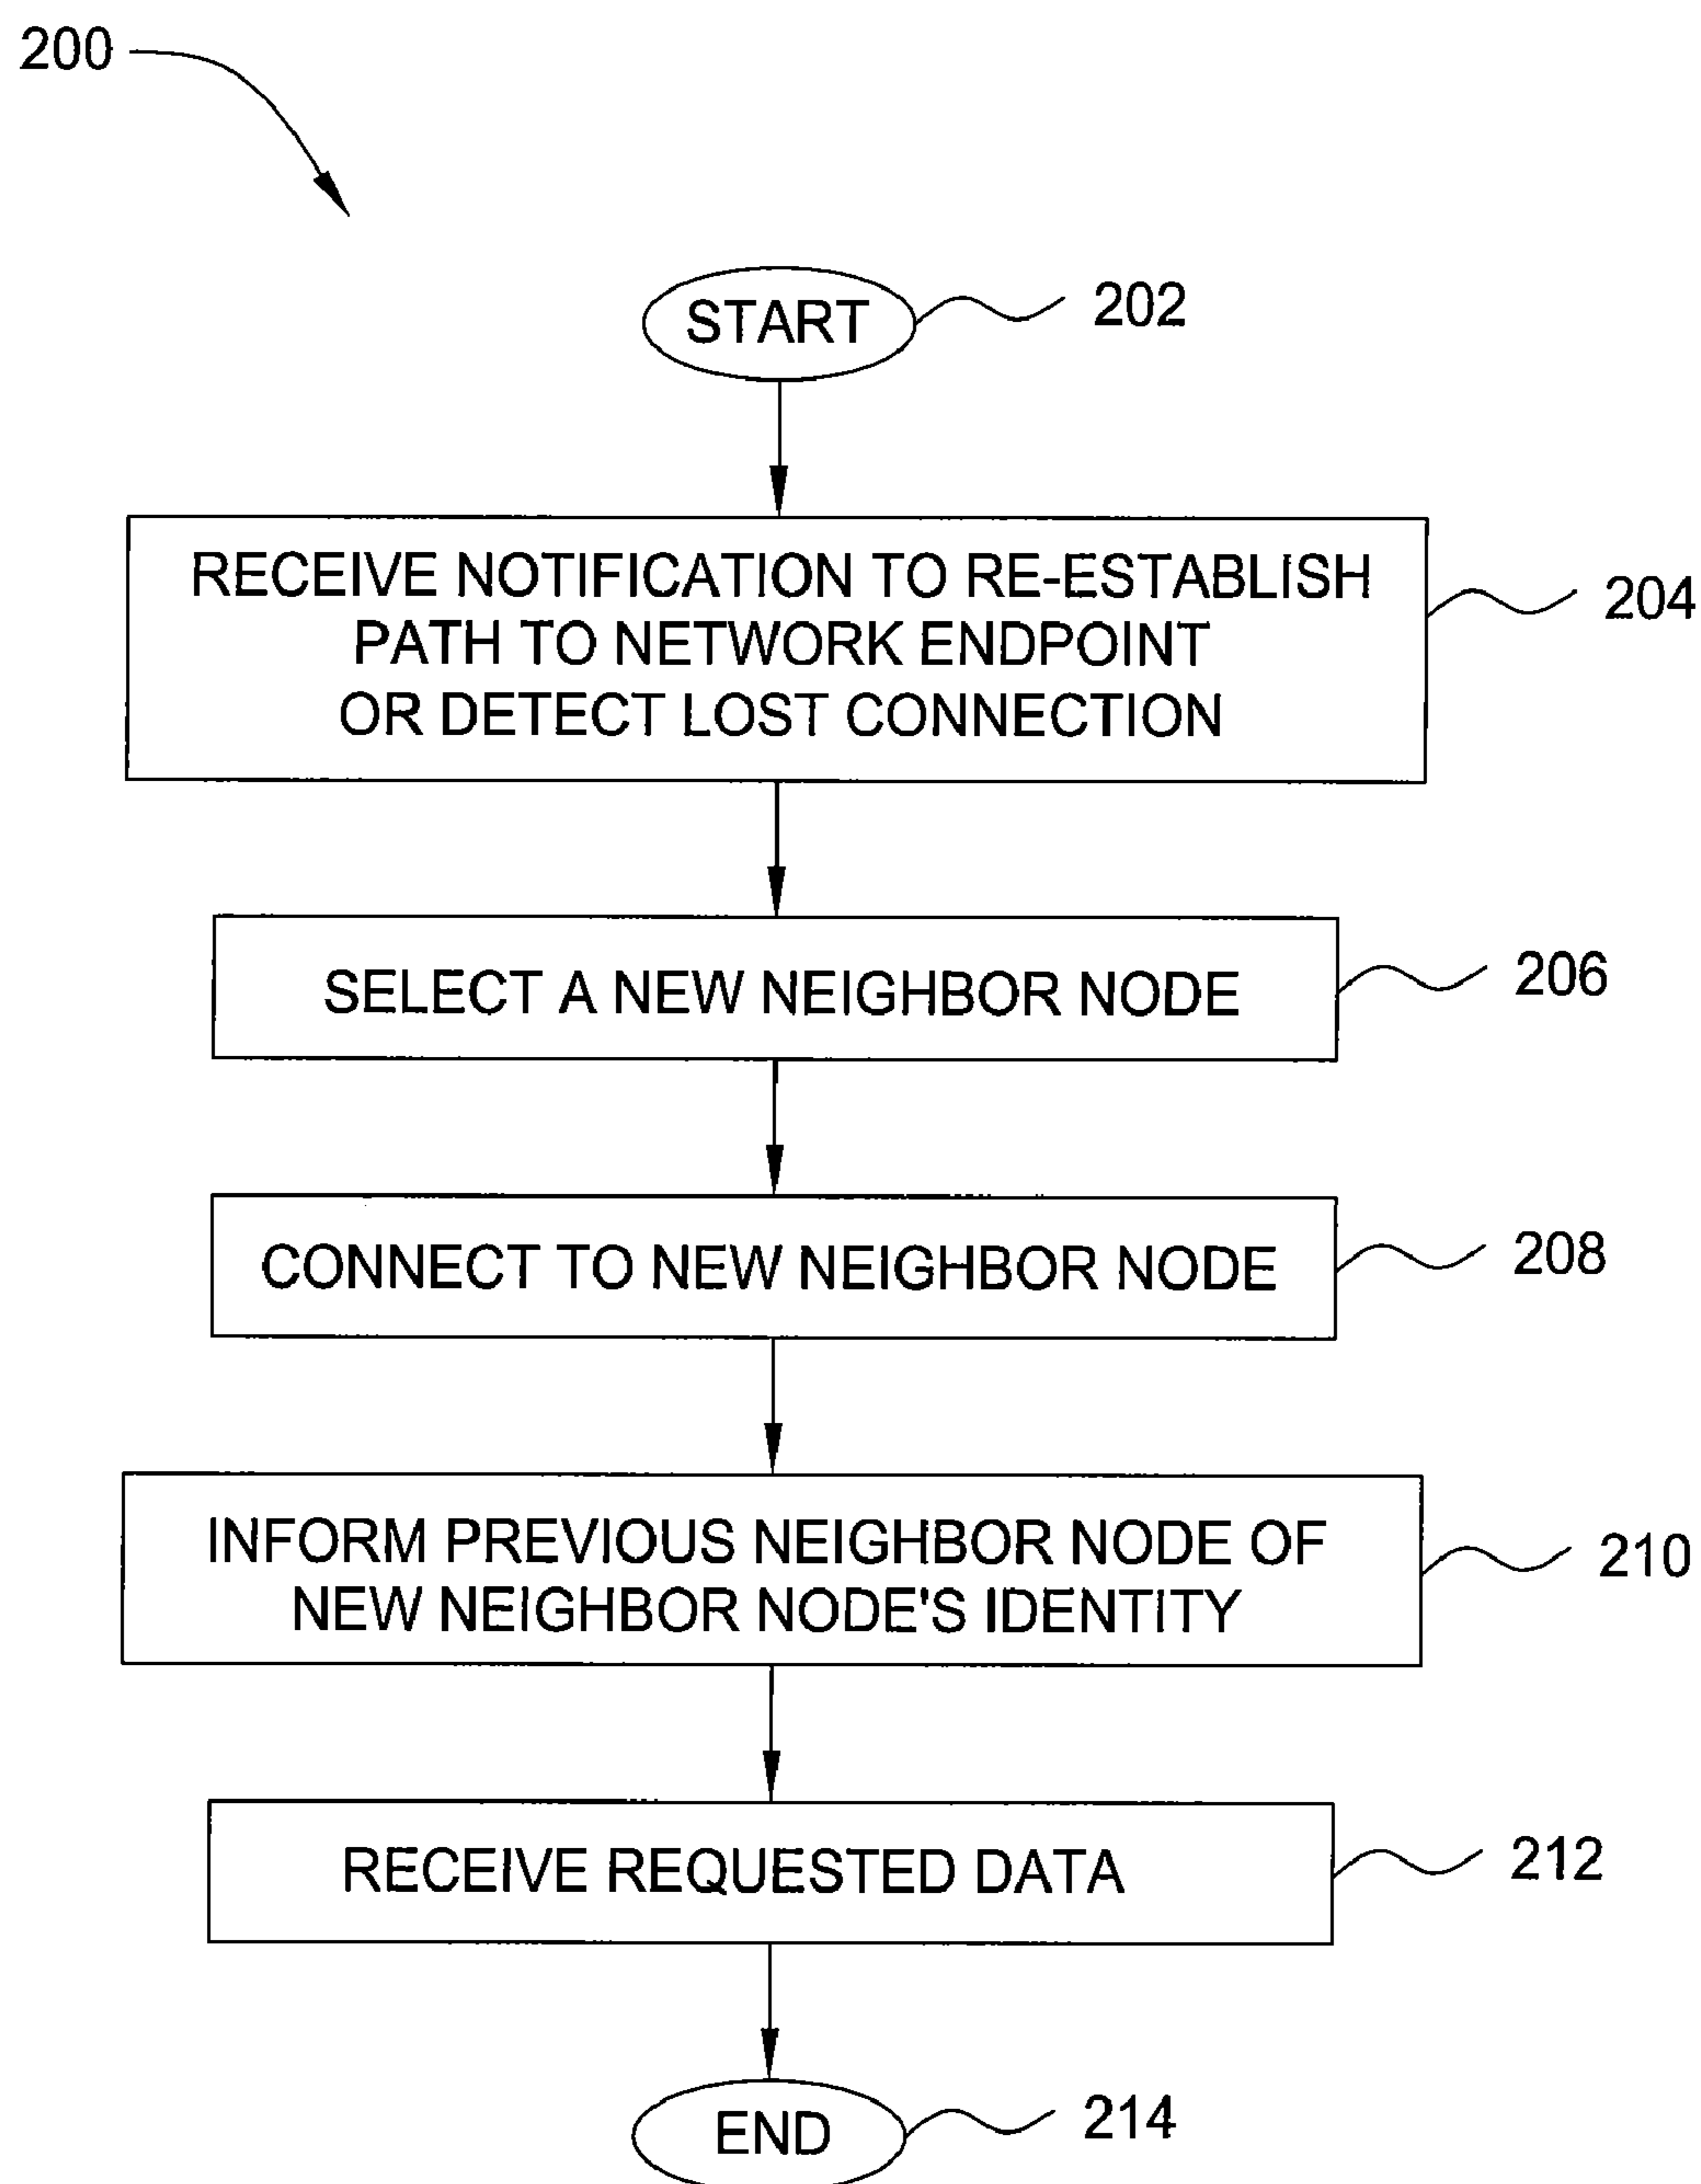 200
START
202
RECEIVE NOTIFICATION TO RE-ESTABLISH
PATH TO NETWORK ENDPOINT
OR DETECT LOST CONNECTION
204
SELECT A NEW NEIGHBOR NODE
206
CONNECT TO NEW NEIGHBOR NODE
208
INFORM PREVIOUS NEIGHBOR NODE OF
NEW NEIGHBOR NODE'S IDENTITY
210
RECEIVE REQUESTED DATA
212
END
214